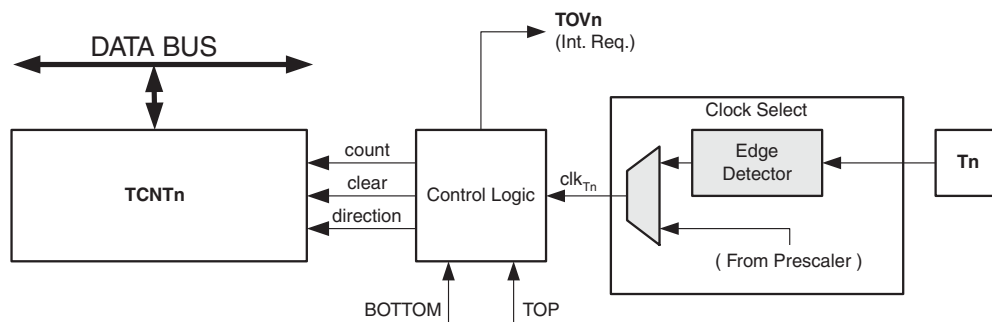 TOVn
(Int. Req.)
DATA BUS
Clock Select
count
Edge
Detector
Tn
TCNTn
clear
Control Logic
clkTn
direction
( From Prescaler )
BOTTOM
TOP